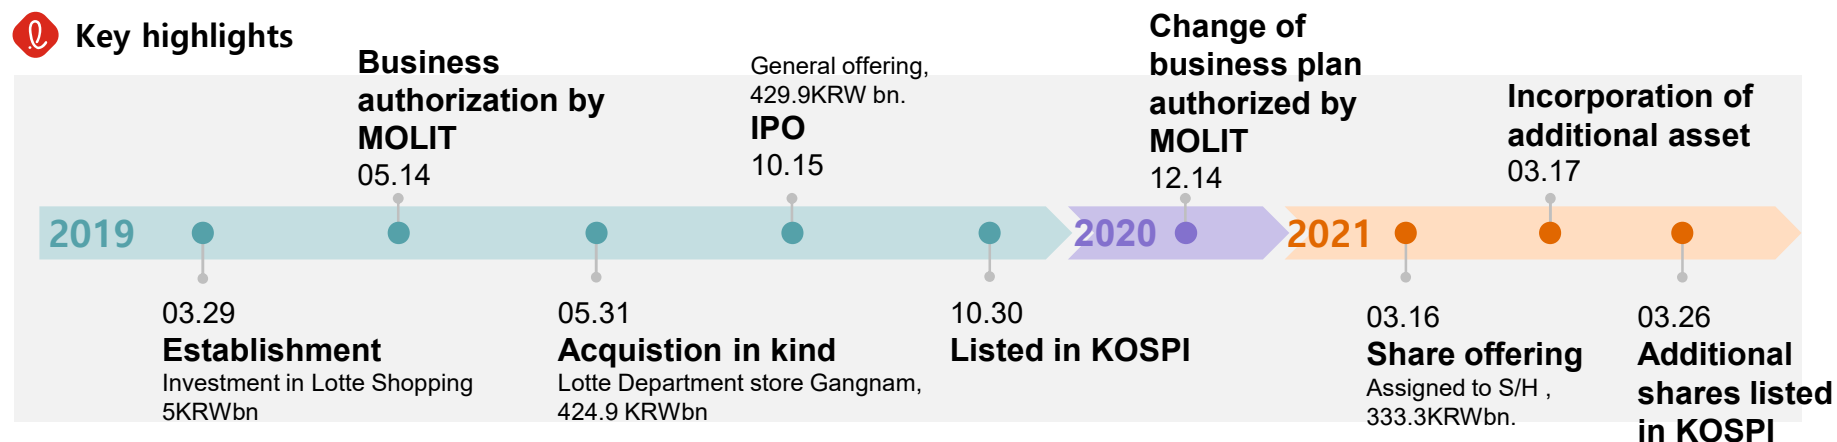 Key highlights
2019
03.29
Establishment
Investment in Lotte Shopping
5KRWbn
Business
authorization by
MOLIT
05.14
05.31
Acquistion in kind
Lotte Department store Gangnam,
424.9 KRWbn
General offering,
429.9KRW bn.
IPO
10.15
10.30
Listed in KOSPI
2020
Change of
business plan
authorized by
MOLIT
12.14
2021
03.16
Share offering
Assigned to S/H ,
333.3KRWbn.
Incorporation of
additional asset
03.17
03.26
Additional
shares listed
in KOSPI